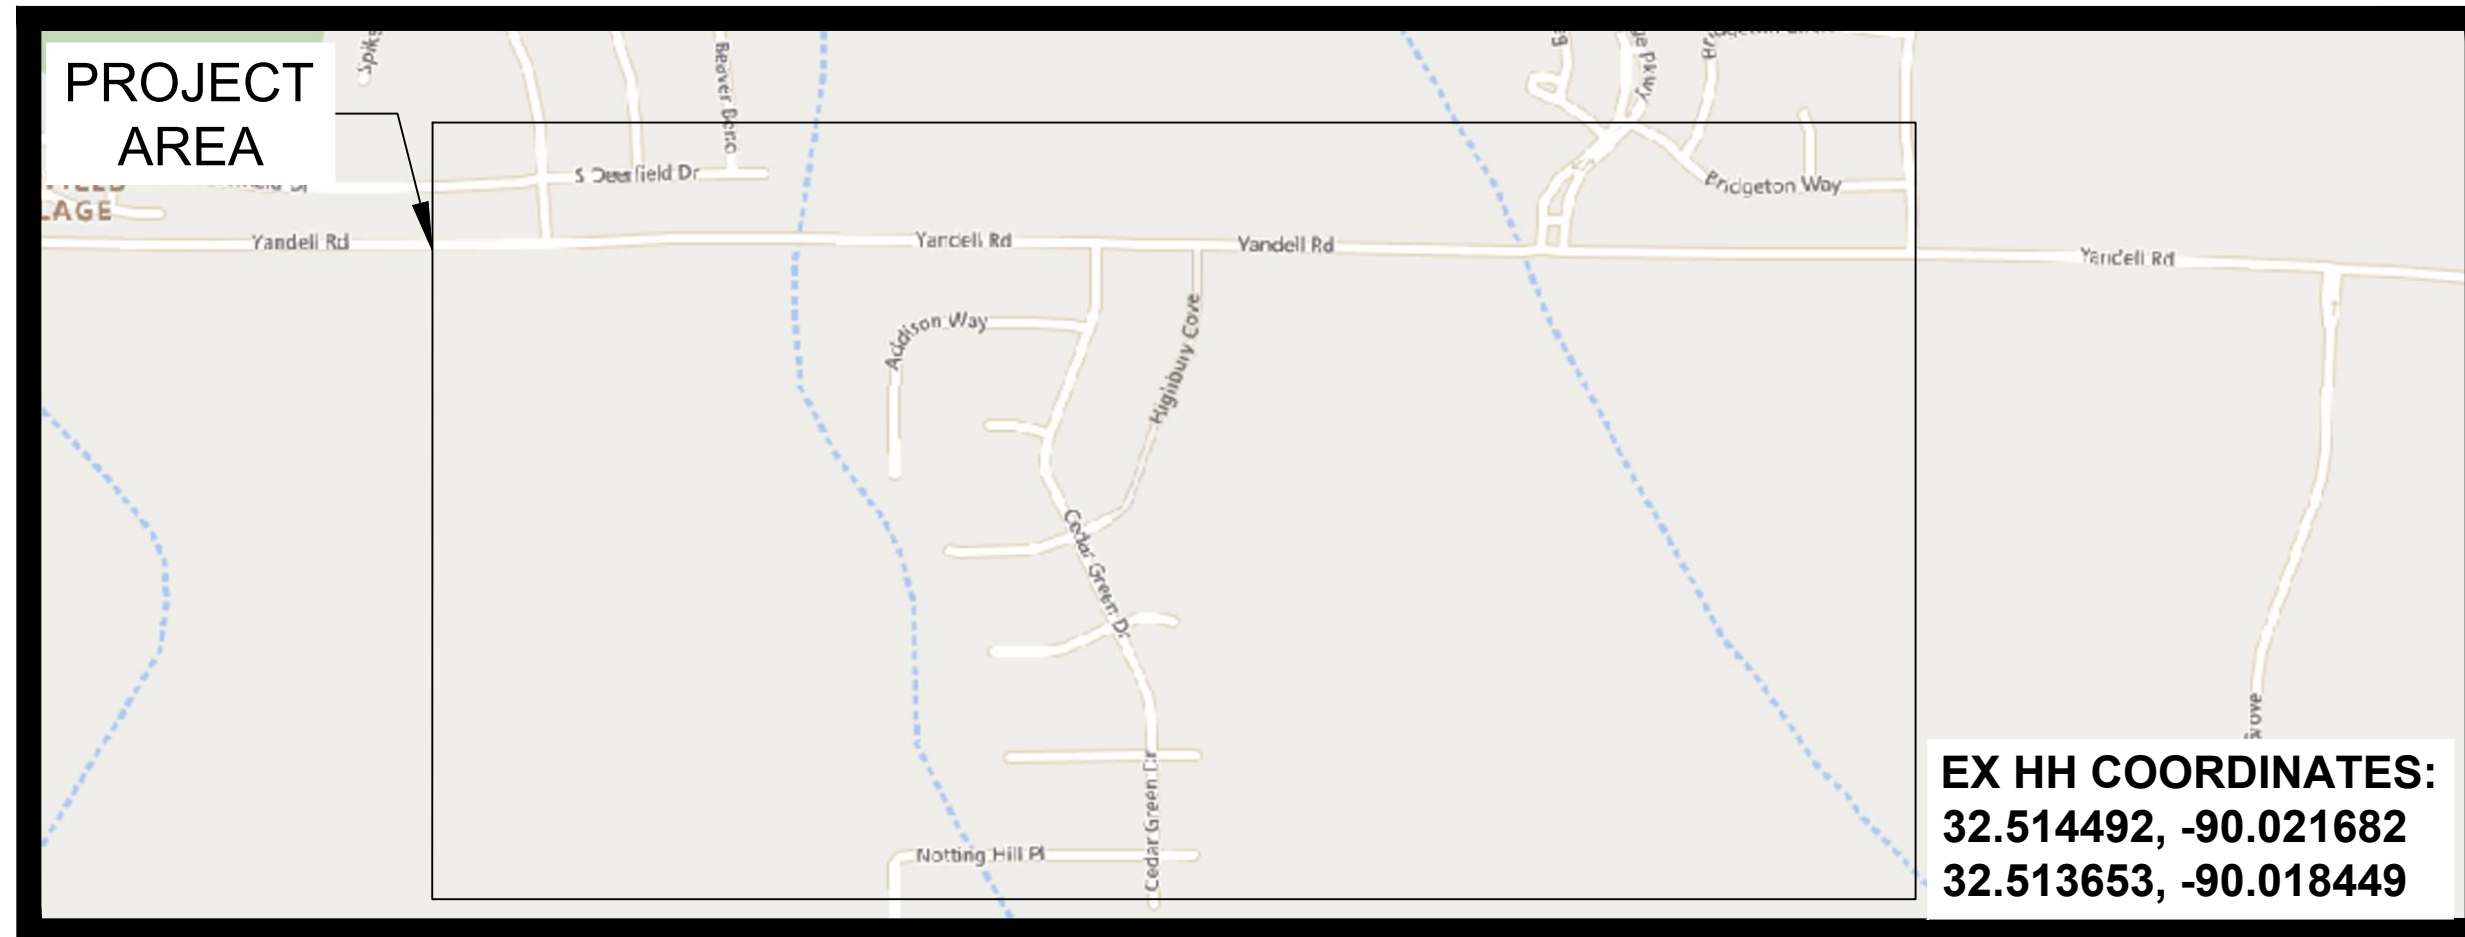 PROJECT
AREA
LAGE
Beaver Bend
S Deerfield Dr
Bridgeton Way
Yandell Rd
Yandell Rd
Yandell Rd
Yandell Rd
Addison Way
Highbury Cove
Cedar Green Dr
Cedar Green Dr
Notting Hill Pl
EX HH COORDINATES:
32.514492, -90.021682
32.513653, -90.018449